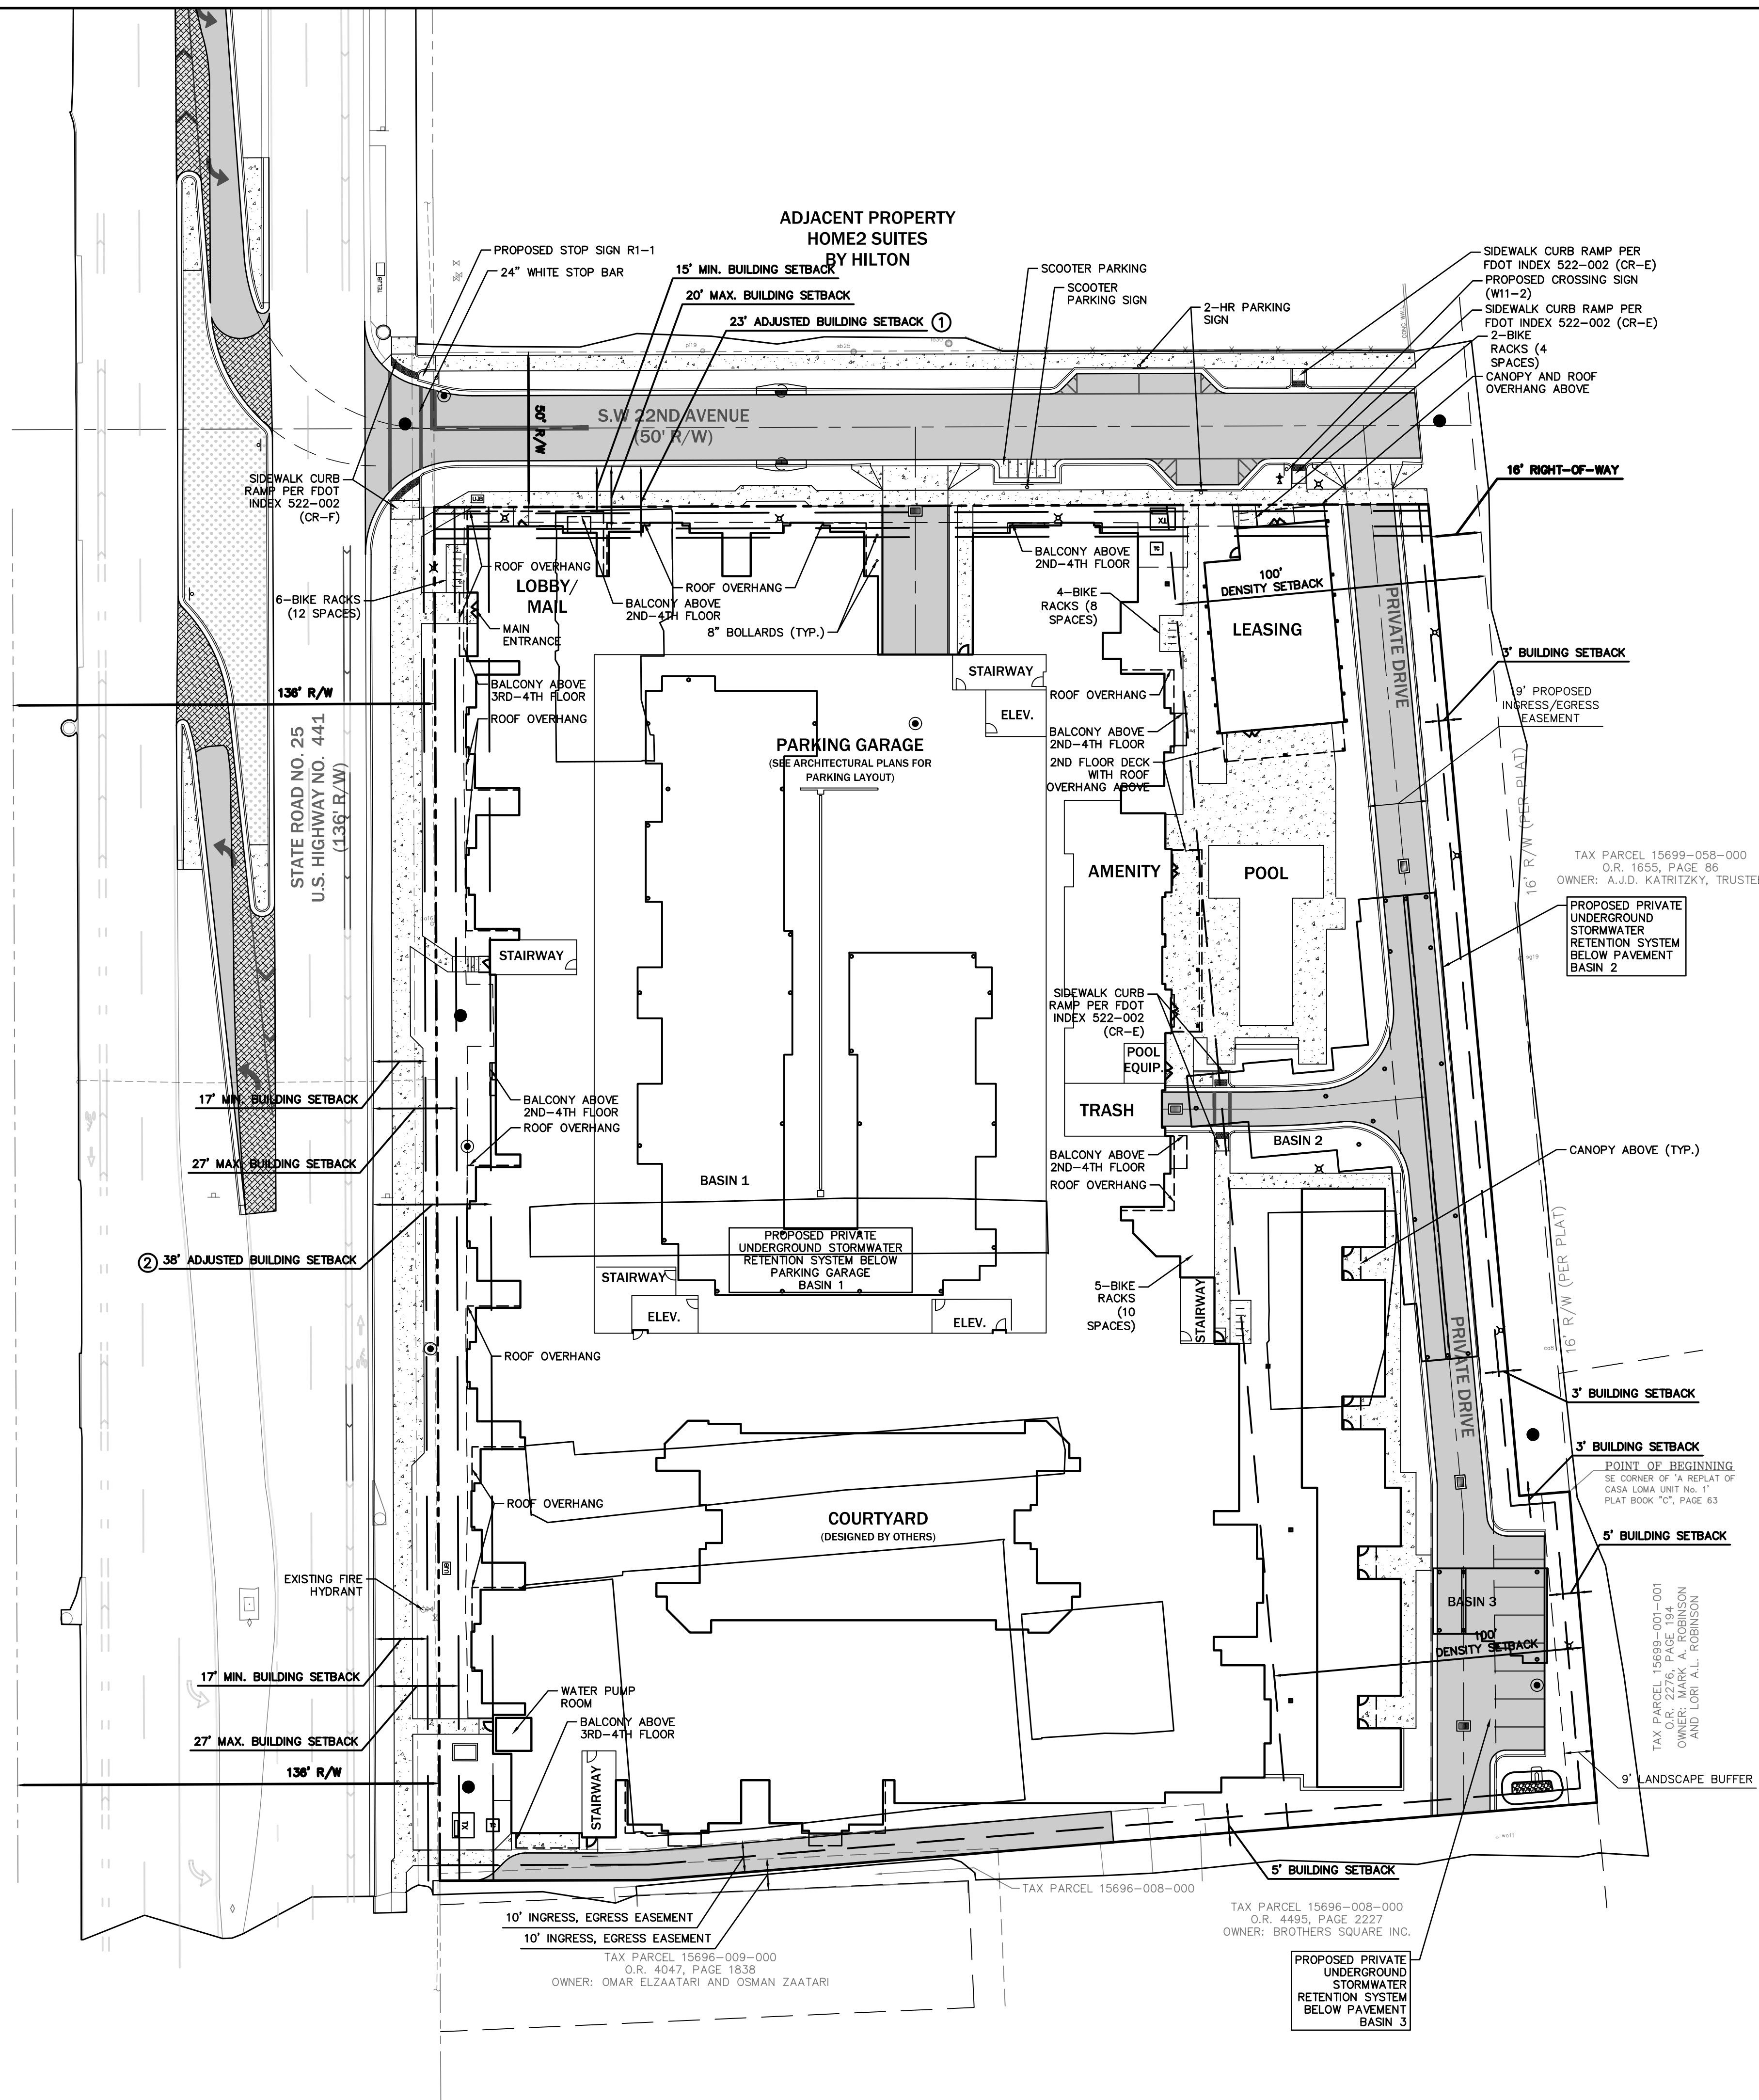 ADJACENT PROPERTY
HOME2 SUITES
BY HILTON
PROPOSED STOP SIGN R1-1
24" WHITE STOP BAR
15' MIN. BUILDING SETBACK
20' MAX. BUILDING SETBACK
23' ADJUSTED BUILDING SETBACK 1
SCOOTER PARKING
SCOOTER
PARKING SIGN
2-HR PARKING
SIGN
SIDEWALK CURB RAMP PER
FDOT INDEX 522-002 (CR-E)
PROPOSED CROSSING SIGN
(W11-2)
SIDEWALK CURB RAMP PER
FDOT INDEX 522-002 (CR-E)
2-BIKE
RACKS (4
SPACES)
CANOPY AND ROOF
OVERHANG ABOVE
TELJB
CONC. WALL
pl19
sb25
50' R/W
S.W 22ND AVENUE
(50' R/W)
16' RIGHT-OF-WAY
SIDEWALK CURB
RAMP PER FDOT
INDEX 522-002
(CR-F)
UJB
TX
6-BIKE RACKS
(12 SPACES)
ROOF OVERHANG
LOBBY/
MAIL
MAIN
ENTRANCE
BALCONY ABOVE
2ND-4TH FLOOR
ROOF OVERHANG
8" BOLLARDS (TYP.)
BALCONY ABOVE
2ND-4TH FLOOR
4-BIKE
RACKS (8
SPACES)
100'
DENSITY SETBACK
LEASING
PRIVATE DRIVE
3' BUILDING SETBACK
9' PROPOSED
INGRESS/EGRESS
EASEMENT
136' R/W
STATE ROAD NO. 25
U.S. HIGHWAY NO. 441
(136' R/W)
BALCONY ABOVE
3RD-4TH FLOOR
ROOF OVERHANG
STAIRWAY
ELEV.
PARKING GARAGE
(SEE ARCHITECTURAL PLANS FOR
PARKING LAYOUT)
ROOF OVERHANG
BALCONY ABOVE
2ND-4TH FLOOR
2ND FLOOR DECK
WITH ROOF
OVERHANG ABOVE
16' R/W (PER PLAT)
TAX PARCEL 15699-058-000
O.R. 1655, PAGE 86
OWNER: A.J.D. KATRITZKY, TRUSTEE
AMENITY
POOL
PROPOSED PRIVATE
UNDERGROUND
STORMWATER
RETENTION SYSTEM
BELOW PAVEMENT
BASIN 2
sg19
STAIRWAY
SIDEWALK CURB
RAMP PER FDOT
INDEX 522-002
(CR-E)
POOL
EQUIP.
TRASH
BASIN 2
17' MIN. BUILDING SETBACK
27' MAX. BUILDING SETBACK
2 38' ADJUSTED BUILDING SETBACK
BALCONY ABOVE
2ND-4TH FLOOR
ROOF OVERHANG
BASIN 1
BALCONY ABOVE
2ND-4TH FLOOR
ROOF OVERHANG
CANOPY ABOVE (TYP.)
PROPOSED PRIVATE
UNDERGROUND STORMWATER
RETENTION SYSTEM BELOW
PARKING GARAGE
BASIN 1
STAIRWAY
ELEV.
ELEV.
5-BIKE
RACKS
(10
SPACES)
STAIRWAY
PRIVATE DRIVE
16' R/W (PER PLAT)
ROOF OVERHANG
3' BUILDING SETBACK
3' BUILDING SETBACK
POINT OF BEGINNING
SE CORNER OF 'A REPLAT OF
CASA LOMA UNIT No. 1'
PLAT BOOK "C", PAGE 63
5' BUILDING SETBACK
ROOF OVERHANG
COURTYARD
(DESIGNED BY OTHERS)
EXISTING FIRE
HYDRANT
UJB
BASIN 3
100'
DENSITY SETBACK
TAX PARCEL 15699-001-001
O.R. 2276, PAGE 194
OWNER: MARK A. ROBINSON
AND LORI A.L. ROBINSON
17' MIN. BUILDING SETBACK
27' MAX. BUILDING SETBACK
136' R/W
WATER PUMP
ROOM
BALCONY ABOVE
3RD-4TH FLOOR
STAIRWAY
TX
9' LANDSCAPE BUFFER
wo11
5' BUILDING SETBACK
TAX PARCEL 15696-008-000
10' INGRESS, EGRESS EASEMENT
10' INGRESS, EGRESS EASEMENT
TAX PARCEL 15696-009-000
O.R. 4047, PAGE 1838
OWNER: OMAR ELZAATARI AND OSMAN ZAATARI
TAX PARCEL 15696-008-000
O.R. 4495, PAGE 2227
OWNER: BROTHERS SQUARE INC.
PROPOSED PRIVATE
UNDERGROUND
STORMWATER
RETENTION SYSTEM
BELOW PAVEMENT
BASIN 3